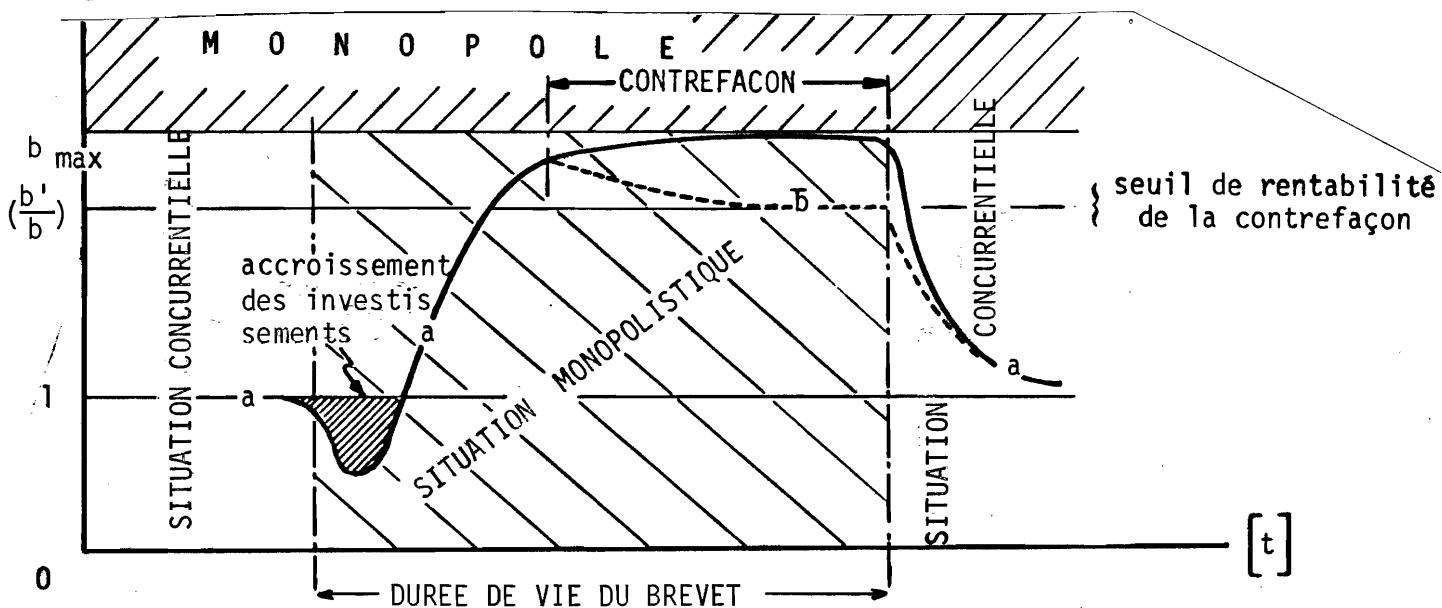 MONOPOLE
CONTREFACON
b max
(b'/b)
seuil de rentabilité
de la contrefaçon
SITUATION CONCURRENTIELLE
CONCURRENTIELLE
SITUATION
accroissement
des investis
sements
a
b
SITUATION MONOPOLISTIQUE
1
a
a
0
[t]
DUREE DE VIE DU BREVET